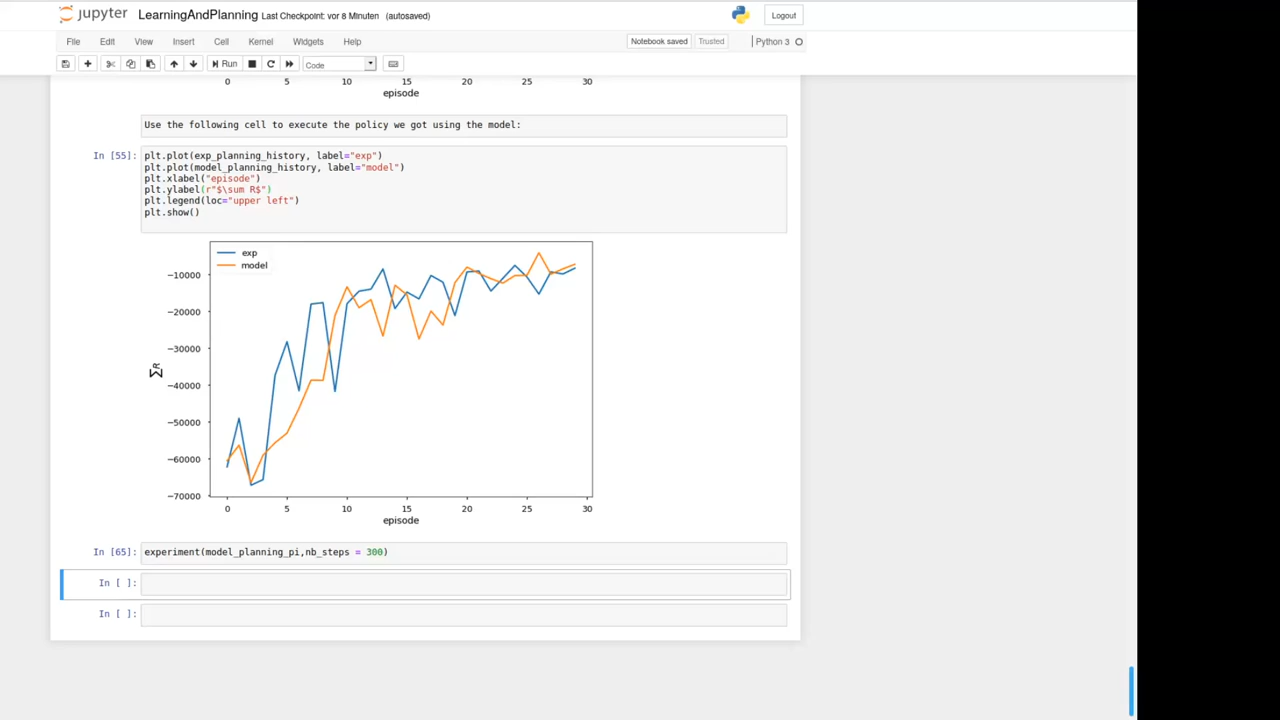 jupyter LearningAndPlanning Last Checkpoint: vor 8 Minuten (autosaved) Logout
File Edit View Insert Cell Kernel Widgets Help Notebook saved Trusted Python 3
Run Code
0 5 10 15 20 25 30
episode
Use the following cell to execute the policy we got using the model:
In [55]: plt.plot(exp_planning_history, label="exp")
plt.plot(model_planning_history, label="model")
plt.xlabel("episode")
plt.ylabel(r"$\sum R$")
plt.legend(loc="upper left")
plt.show()
exp
model
−10000
−20000
−30000
−40000
−50000
−60000
−70000
∑R
0 5 10 15 20 25 30
episode
In [65]: experiment(model_planning_pi,nb_steps = 300)
In [ ]:
In [ ]: